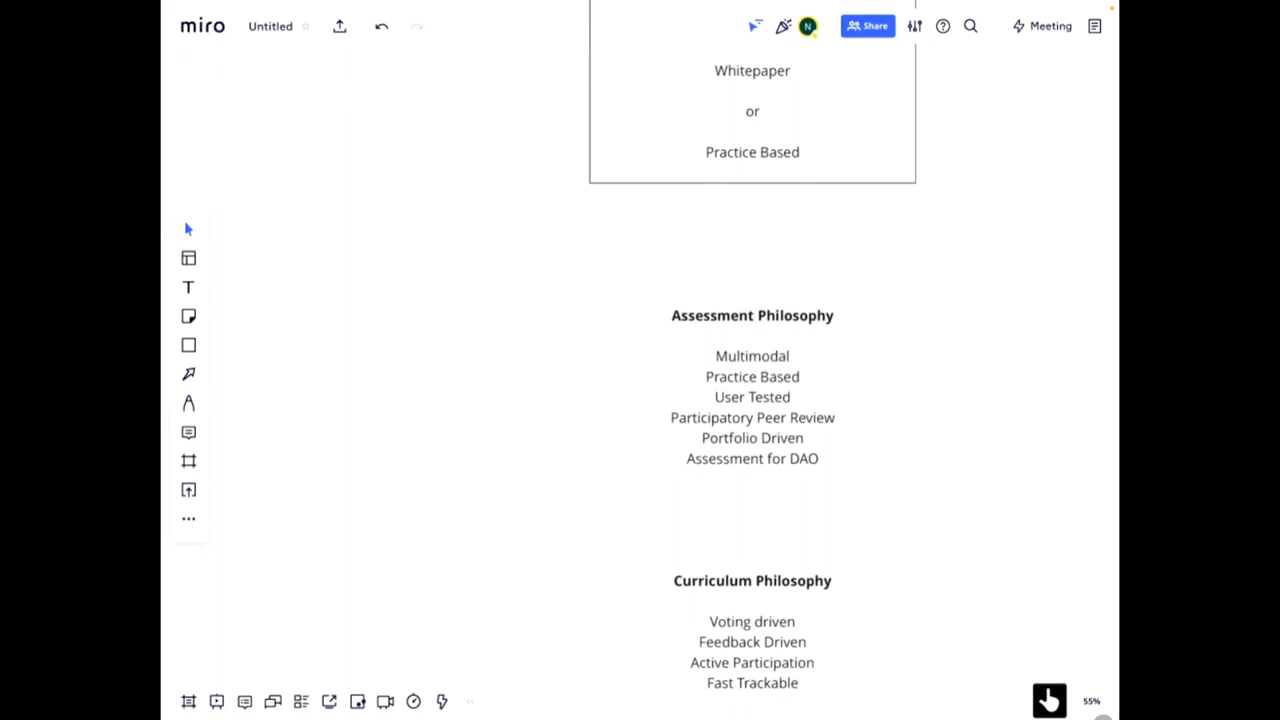 miro
Untitled
N
Share
Meeting
Whitepaper
or
Practice Based
Assessment Philosophy
Multimodal
Practice Based
User Tested
Participatory Peer Review
Portfolio Driven
Assessment for DAO
Curriculum Philosophy
Voting driven
Feedback Driven
Active Participation
Fast Trackable
55%